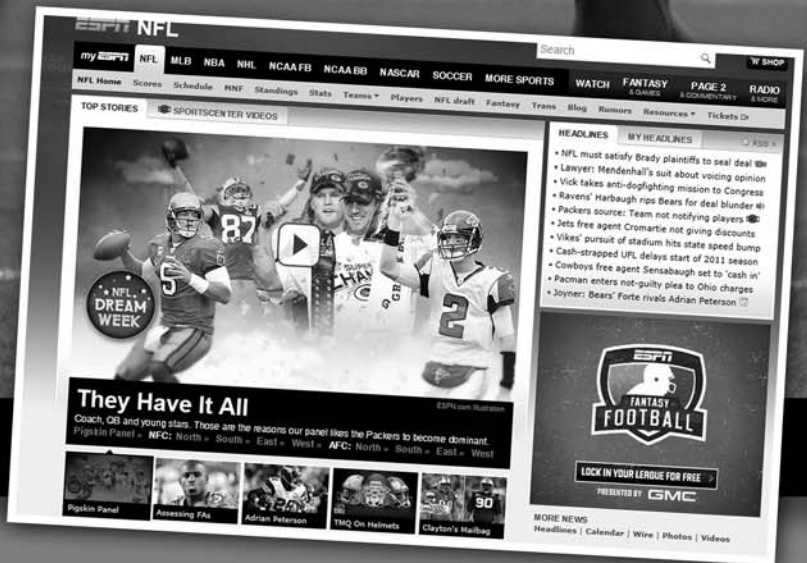 ESPN NFL
Search
SHOP
my ESPN NFL MLB NBA NHL NCAA FB NCAA BB NASCAR SOCCER MORE SPORTS WATCH FANTASY & GAMES PAGE 2 & COMMENTARY RADIO & MORE
NFL Home Scores Schedule MNF Standings Stats Teams Players NFL draft Fantasy Trans Blog Rumors Resources Tickets
TOP STORIES SPORTSCENTER VIDEOS
87
5
SUPER
CHAM
2
NFL
DREAM
WEEK
They Have It All
ESPN.com Illustration
Coach, QB and young stars. Those are the reasons our panel likes the Packers to become dominant.
Pigskin Panel » NFC: North » South » East » West » AFC: North » South » East » West
Pigskin Panel
Assessing FAs
Adrian Peterson
TMQ On Helmets
90
Clayton's Mailbag
HEADLINES MY HEADLINES RSS »
• NFL must satisfy Brady plaintiffs to seal deal
• Lawyer: Mendenhall's suit about voicing opinion
• Vick takes anti-dogfighting mission to Congress
• Ravens' Harbaugh rips Bears for deal blunder
• Packers source: Team not notifying players
• Jets free agent Cromartie not giving discounts
• Vikes' pursuit of stadium hits state speed bump
• Cash-strapped UFL delays start of 2011 season
• Cowboys free agent Sensabaugh set to 'cash in'
• Pacman enters not-guilty plea to Ohio charges
• Joyner: Bears' Forte rivals Adrian Peterson
ESPN
FANTASY
FOOTBALL
LOCK IN YOUR LEAGUE FOR FREE
PRESENTED BY GMC
MORE NEWS
Headlines | Calendar | Wire | Photos | Videos